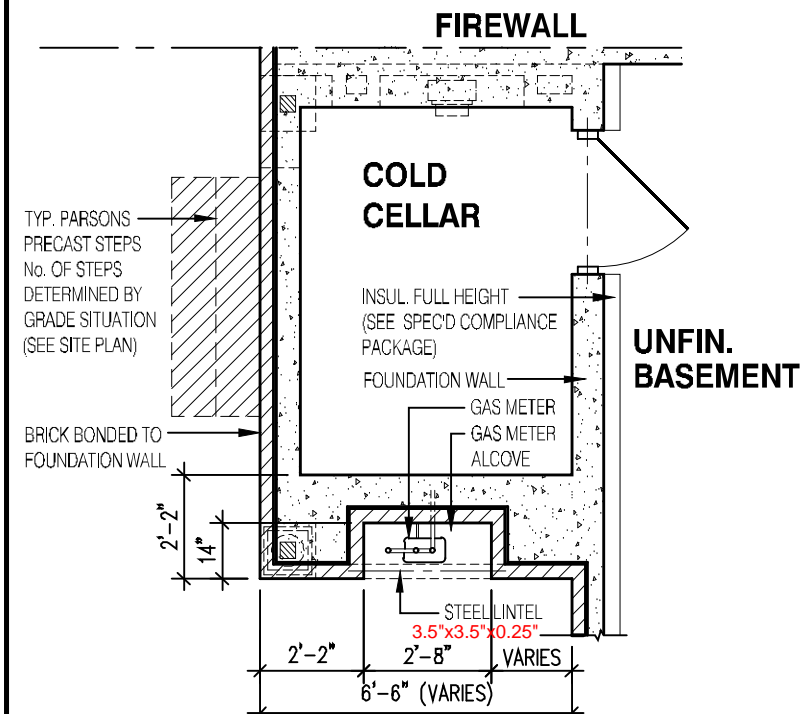 FIREWALL
COLD
CELLAR
TYP. PARSONS
PRECAST STEPS
No. OF STEPS
DETERMINED BY
GRADE SITUATION
(SEE SITE PLAN)
INSUL. FULL HEIGHT
(SEE SPEC'D COMPLIANCE
PACKAGE)
UNFIN.
BASEMENT
FOUNDATION WALL
GAS METER
GAS METER
ALCOVE
BRICK BONDED TO
FOUNDATION WALL
2'-2"
14"
STEEL LINTEL
3.5"x3.5"x0.25"
2'-2"
2'-8"
VARIES
6'-6" (VARIES)